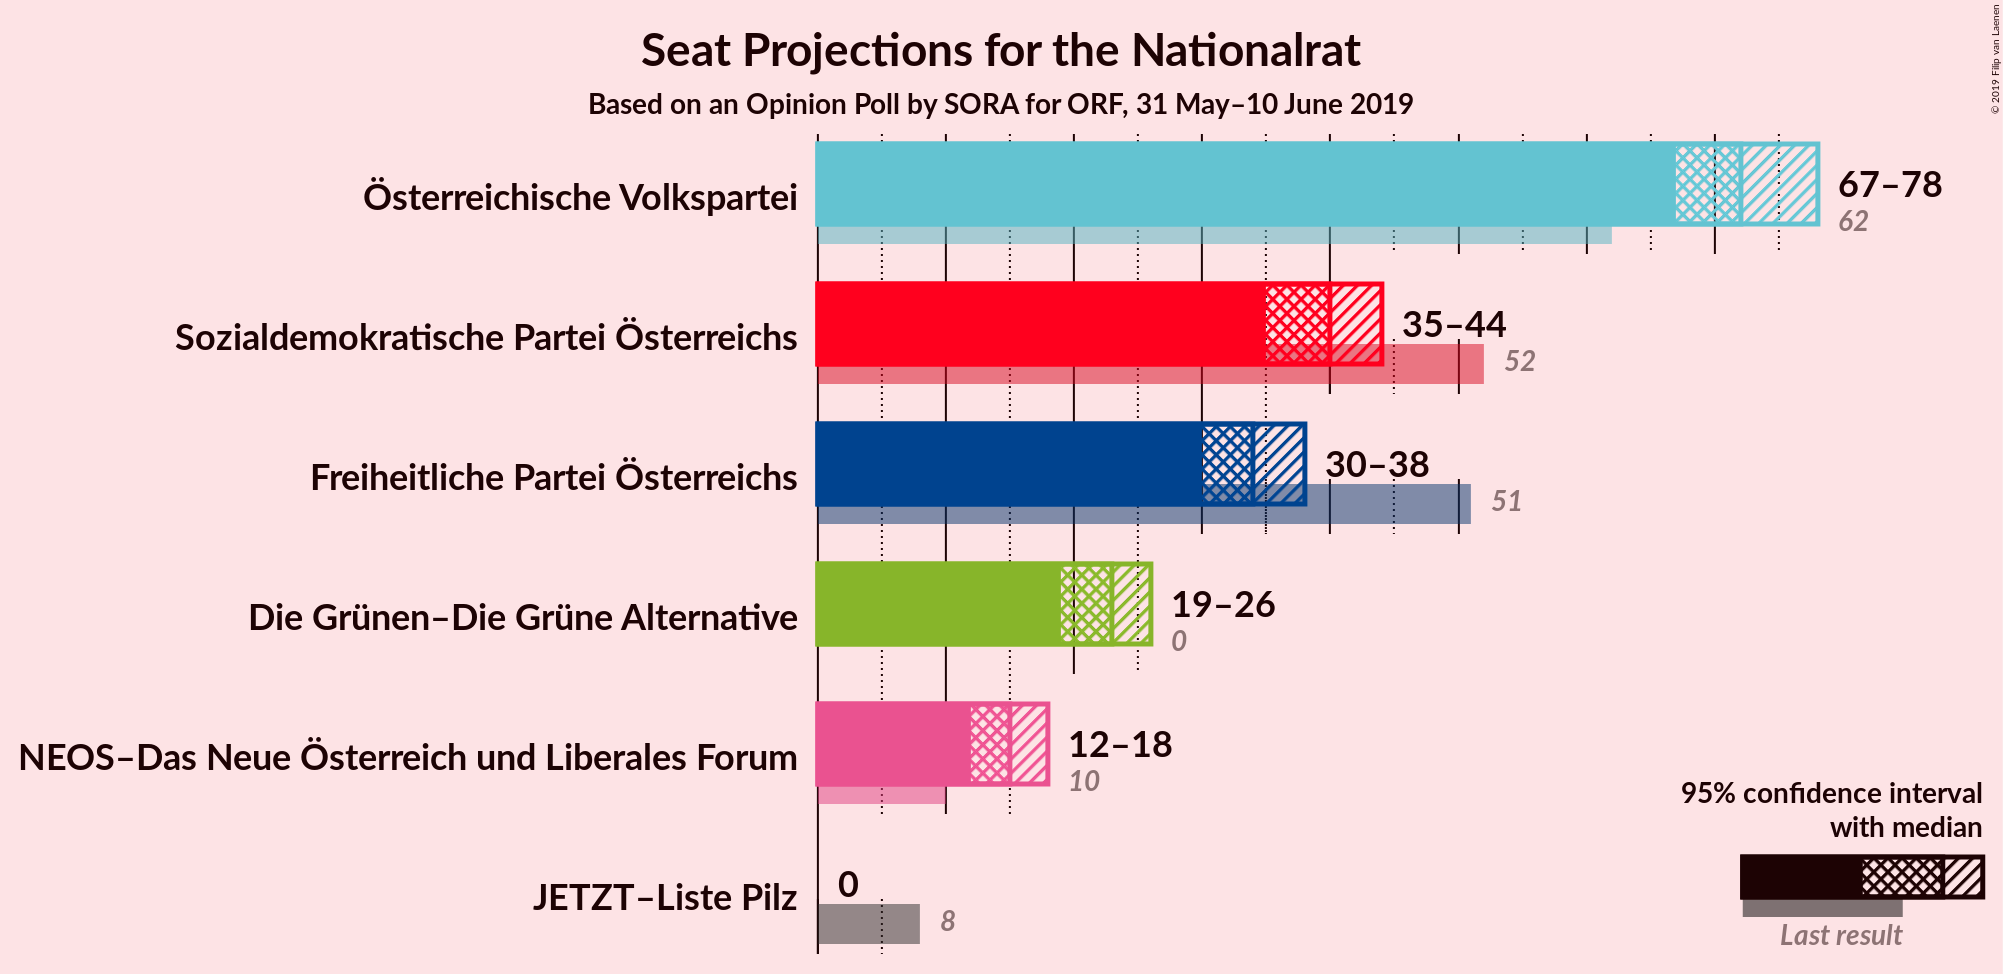 Seat Projections for the Nationalrat
Based on an Opinion Poll by SORA for ORF, 31 May–10 June 2019
© 2019 Filip van Laenen
Österreichische Volkspartei
67–78
62
Sozialdemokratische Partei Österreichs
35–44
52
Freiheitliche Partei Österreichs
30–38
51
Die Grünen–Die Grüne Alternative
19–26
0
NEOS–Das Neue Österreich und Liberales Forum
12–18
10
JETZT–Liste Pilz
0
8
95% confidence interval
with median
Last result